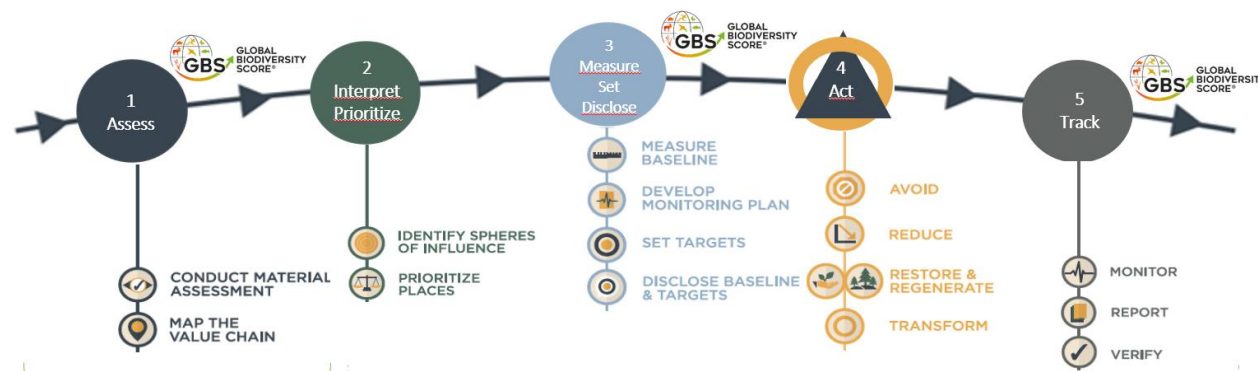 1
Assess
GBS
GLOBAL
BIODIVERSITY
SCORE®
2
Interpret
Prioritize
3
Measure
Set
Disclose
GBS
GLOBAL
BIODIVERSITY
SCORE®
4
Act
5
Track
GBS
GLOBAL
BIODIVERSIT
SCORE®
CONDUCT MATERIAL
ASSESSMENT
MAP THE
VALUE CHAIN
IDENTIFY SPHERES
OF INFLUENCE
PRIORITIZE
PLACES
MEASURE
BASELINE
DEVELOP
MONITORING PLAN
SET TARGETS
DISCLOSE BASELINE
& TARGETS
AVOID
REDUCE
RESTORE &
REGENERATE
TRANSFORM
MONITOR
REPORT
VERIFY